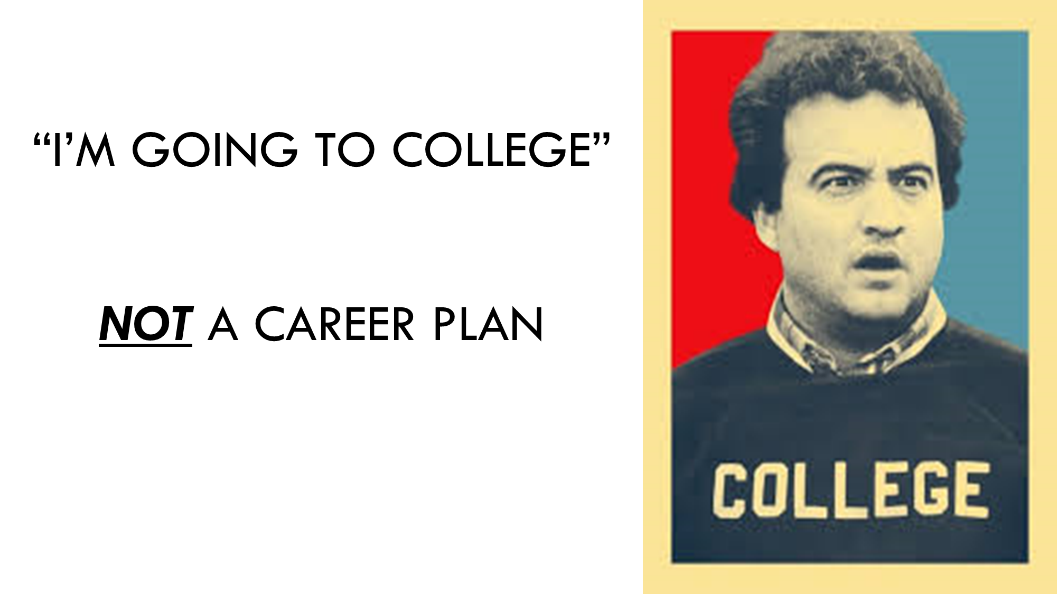 “I’M GOING TO COLLEGE”
NOT A CAREER PLAN
COLLEGE